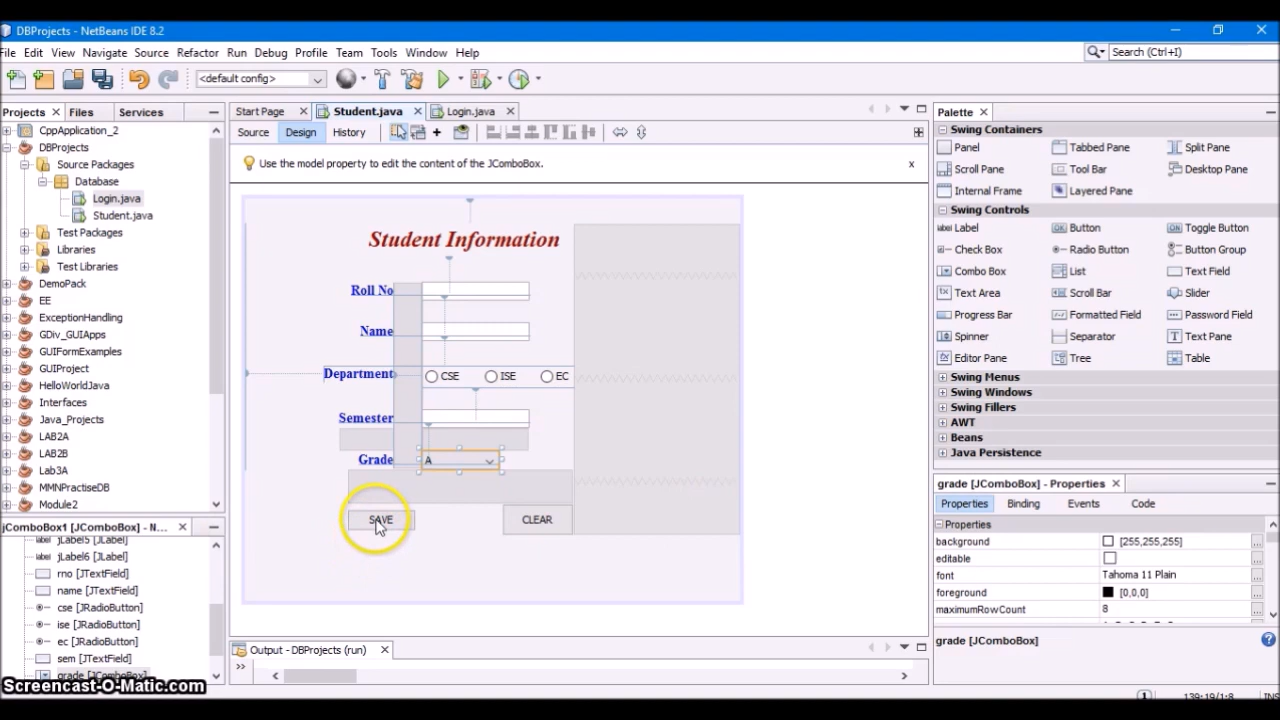 DBProjects - NetBeans IDE 8.2
File Edit View Navigate Source Refactor Run Debug Profile Team Tools Window Help
Search (Ctrl+I)
<default config>
Projects Files Services
Start Page Student.java Login.java
Palette
Source Design History
CppApplication_2
DBProjects
Source Packages
Database
Login.java
Student.java
Test Packages
Libraries
Test Libraries
DemoPack
EE
ExceptionHandling
GDiv_GUIApps
GUIFormExamples
GUIProject
HelloWorldJava
Interfaces
Java_Projects
LAB2A
LAB2B
Lab3A
MMNPractiseDB
Module2
jComboBox1 [JComboBox] - N...
jLabel5 [JLabel]
jLabel6 [JLabel]
rno [JTextField]
name [JTextField]
cse [JRadioButton]
ise [JRadioButton]
ec [JRadioButton]
sem [JTextField]
grade [JComboBox]
Use the model property to edit the content of the JComboBox.
Student Information
Roll No
Name
Department CSE ISE EC
Semester
Grade A
SAVE CLEAR
Output - DBProjects (run)
Swing Containers
Panel Tabbed Pane Split Pane
Scroll Pane Tool Bar Desktop Pane
Internal Frame Layered Pane
Swing Controls
Label Button Toggle Button
Check Box Radio Button Button Group
Combo Box List Text Field
Text Area Scroll Bar Slider
Progress Bar Formatted Field Password Field
Spinner Separator Text Pane
Editor Pane Tree Table
Swing Menus
Swing Windows
Swing Fillers
AWT
Beans
Java Persistence
grade [JComboBox] - Properties
Properties Binding Events Code
Properties
background [255,255,255]
editable
font Tahoma 11 Plain
foreground [0,0,0]
maximumRowCount 8
grade [JComboBox]
Screencast-O-Matic.com
1 139:19/1:8 INS